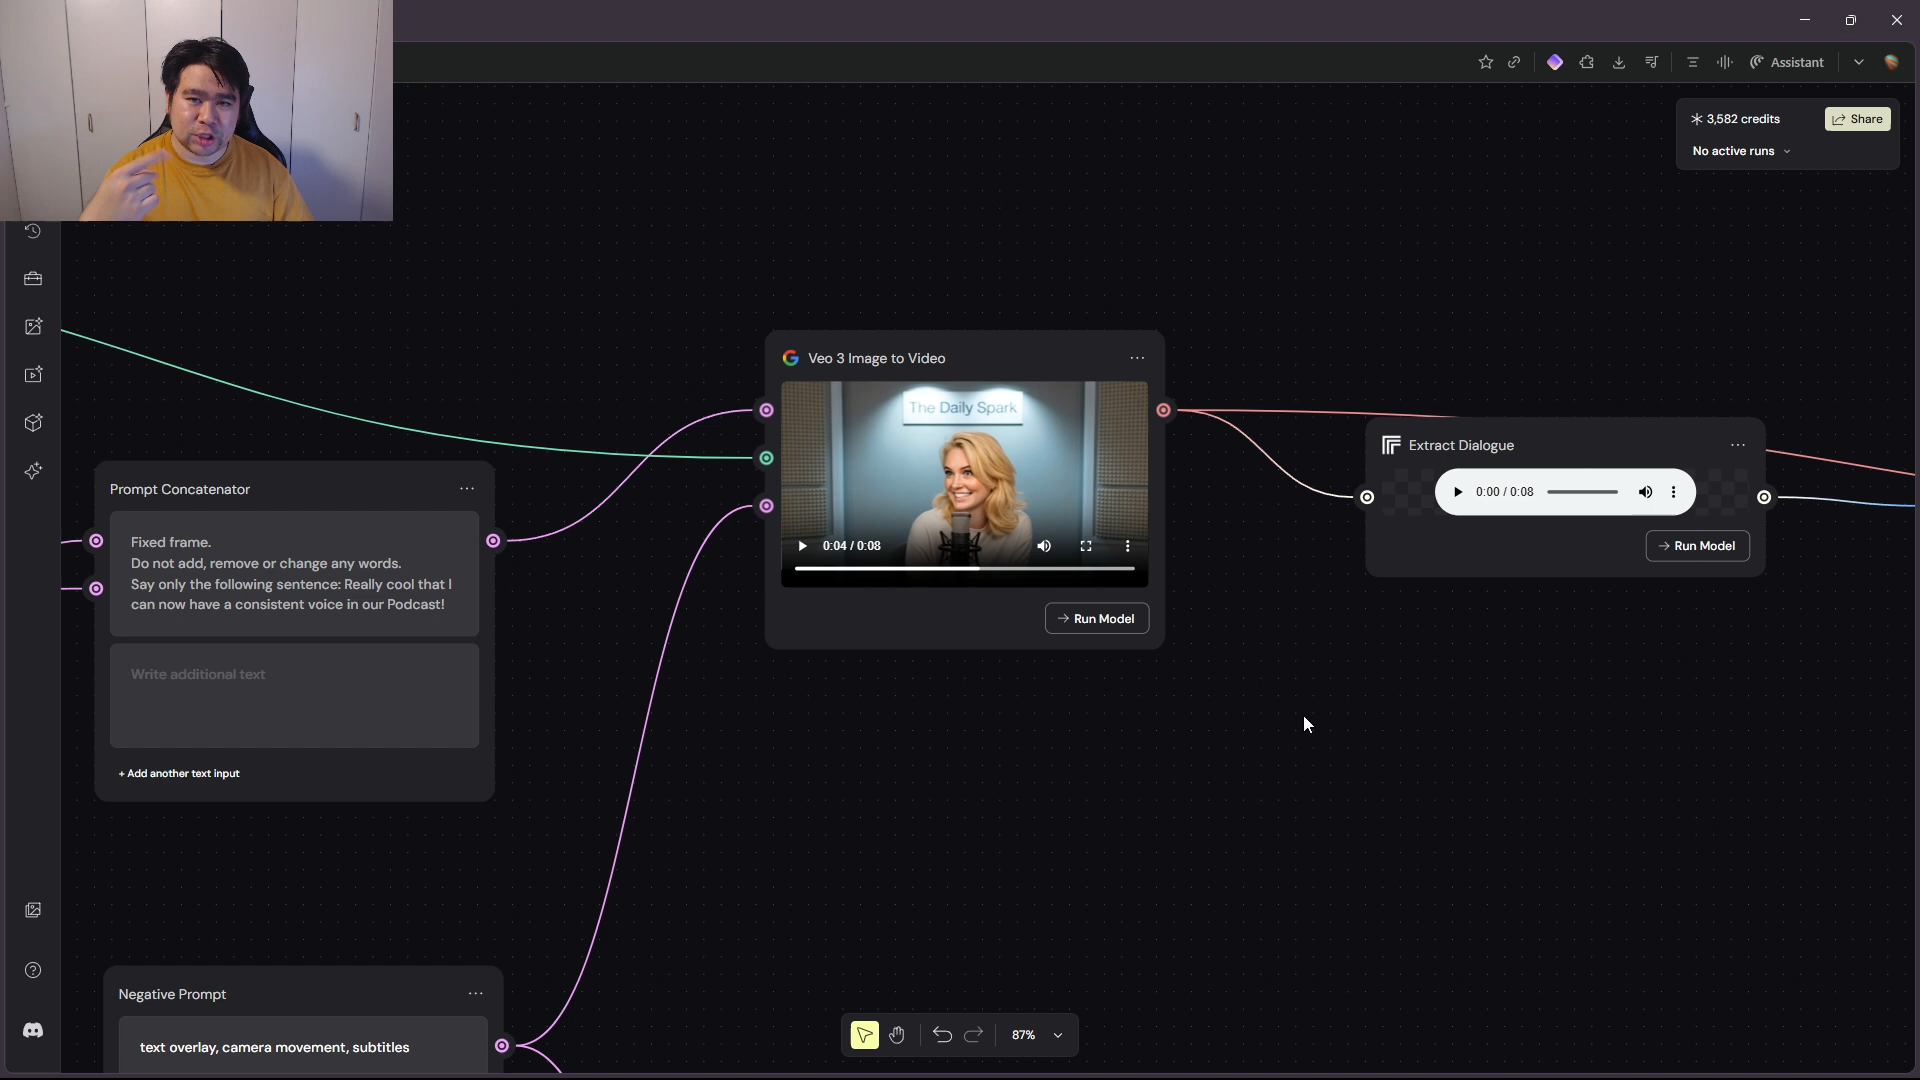 Assistant
3,582 credits
Share
No active runs
Veo 3 Image to Video
The Daily Spark
0:04 / 0:08
Run Model
Extract Dialogue
0:00 / 0:08
Run Model
Prompt Concatenator
Fixed frame.
Do not add, remove or change any words.
Say only the following sentence: Really cool that I
can now have a consistent voice in our Podcast!
Write additional text
+ Add another text input
Negative Prompt
text overlay, camera movement, subtitles
87%